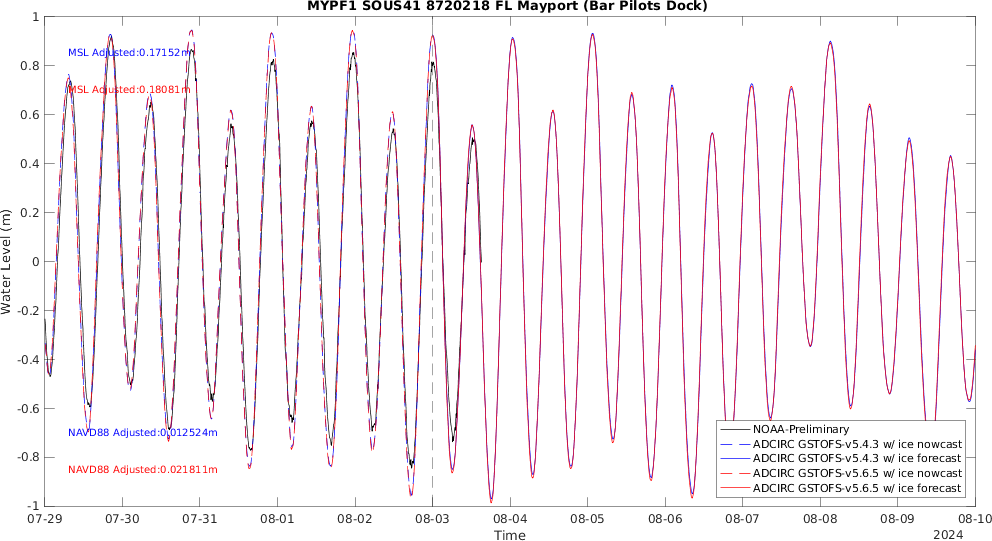 MYPF1 SOUS41 8720218 FL Mayport (Bar Pilots Dock)
1
0.8
0.6
0.4
0.2
0
-0.2
-0.4
-0.6
-0.8
-1
Water Level (m)
MSL Adjusted:0.17152m
MSL Adjusted:0.18081m
NAVD88 Adjusted:0.012524m
NAVD88 Adjusted:0.021811m
NOAA-Preliminary
ADCIRC GSTOFS-v5.4.3 w/ ice nowcast
ADCIRC GSTOFS-v5.4.3 w/ ice forecast
ADCIRC GSTOFS-v5.6.5 w/ ice nowcast
ADCIRC GSTOFS-v5.6.5 w/ ice forecast
07-29 07-30 07-31 08-01 08-02 08-03 08-04 08-05 08-06 08-07 08-08 08-09 08-10
Time
2024